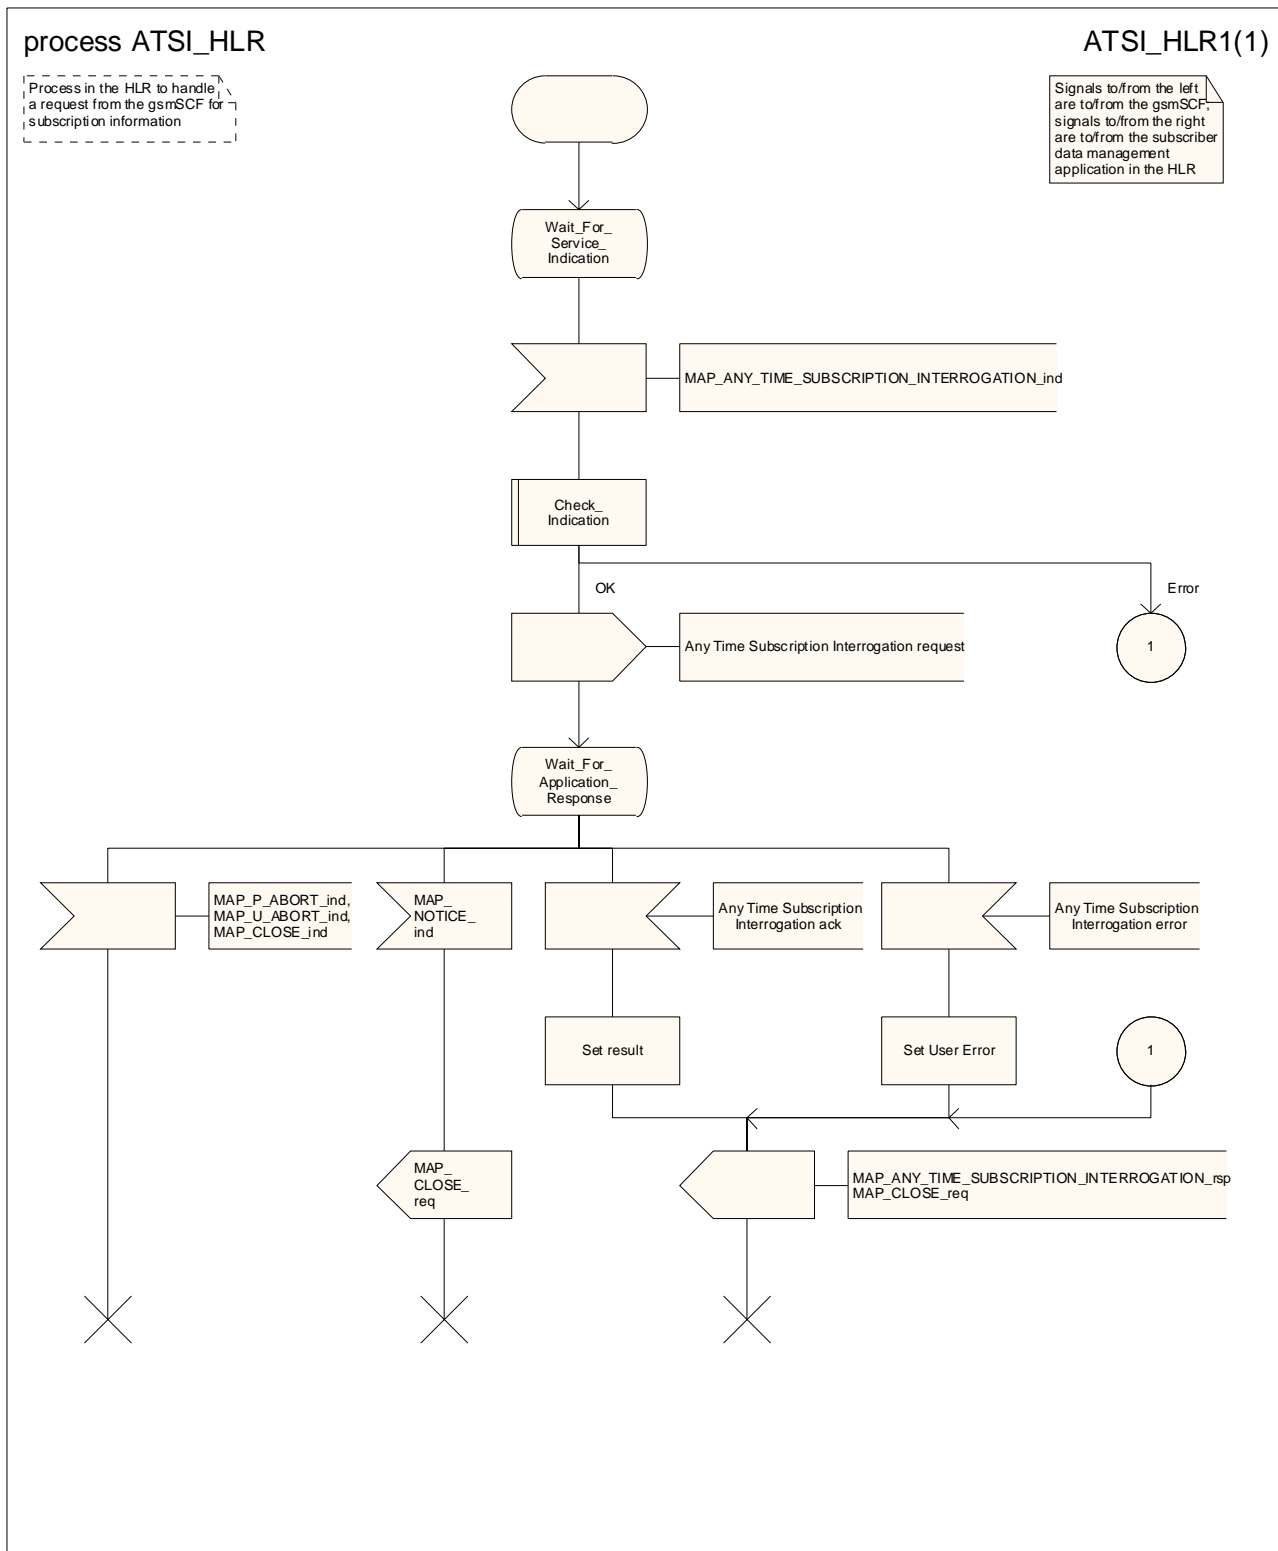 process ATSI_HLR
ATSI_HLR1(1)
Process in the HLR to handle
a request from the gsmSCF for
subscription information
Signals to/from the left
are to/from the gsmSCF;
signals to/from the right
are to/from the subscriber
data management
application in the HLR
Wait_For_
Service_
Indication
MAP_ANY_TIME_SUBSCRIPTION_INTERROGATION_ind
Check_
Indication
OK
Error
Any Time Subscription Interrogation request
1
Wait_For_
Application_
Response
MAP_P_ABORT_ind,
MAP_U_ABORT_ind,
MAP_CLOSE_ind
MAP_
NOTICE_
ind
Any Time Subscription
Interrogation ack
Any Time Subscription
Interrogation error
Set result
Set User Error
1
MAP_
CLOSE_
req
MAP_ANY_TIME_SUBSCRIPTION_INTERROGATION_rsp
MAP_CLOSE_req